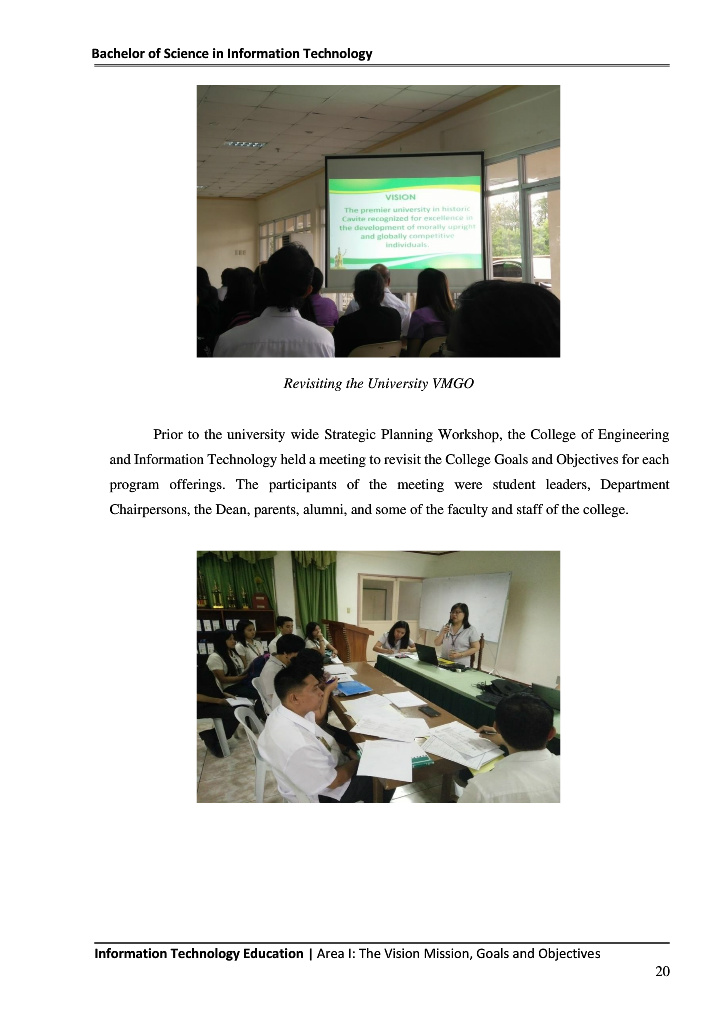 Bachelor of Science in Information Technology
VISION
The premier university in historic
Cavite recognized for excellence in
the development of morally upright
and globally competitive
individuals.
Revisiting the University VMGO
Prior to the university wide Strategic Planning Workshop, the College of Engineering
and Information Technology held a meeting to revisit the College Goals and Objectives for each
program offerings. The participants of the meeting were student leaders, Department
Chairpersons, the Dean, parents, alumni, and some of the faculty and staff of the college.
Information Technology Education | Area I: The Vision Mission, Goals and Objectives
20